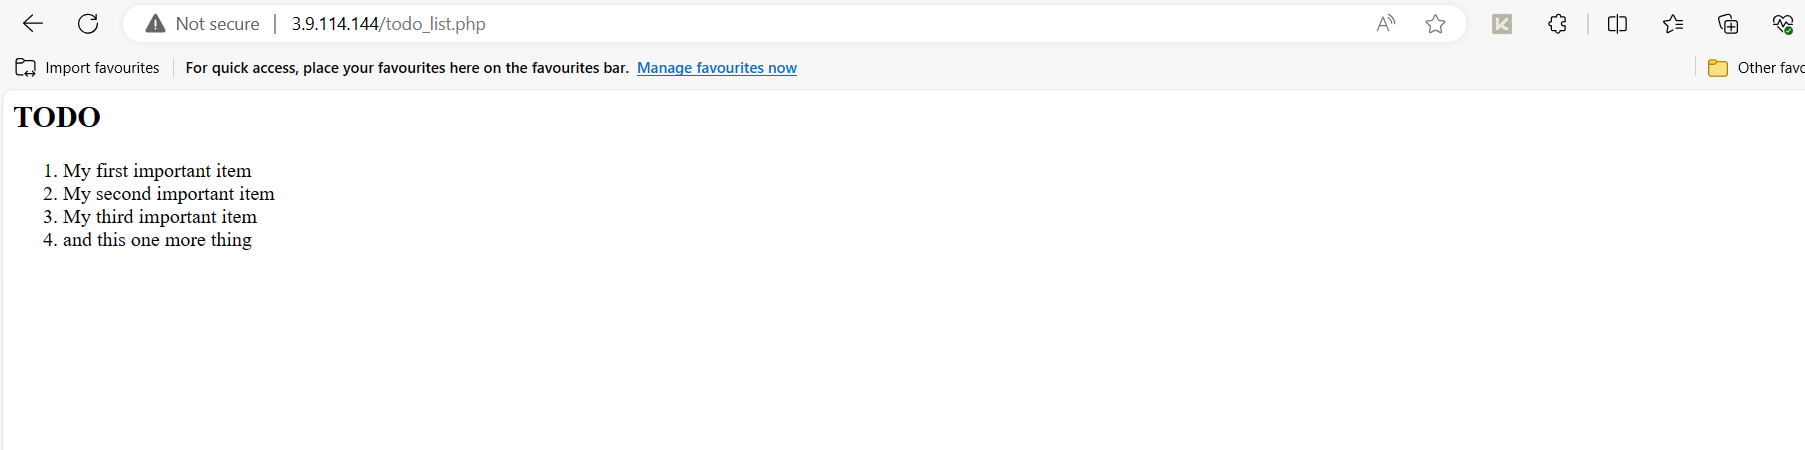 Not secure | 3.9.114.144/todo_list.php
Import favourites For quick access, place your favourites here on the favourites bar. Manage favourites now Other favo
TODO
1. My first important item
2. My second important item
3. My third important item
4. and this one more thing